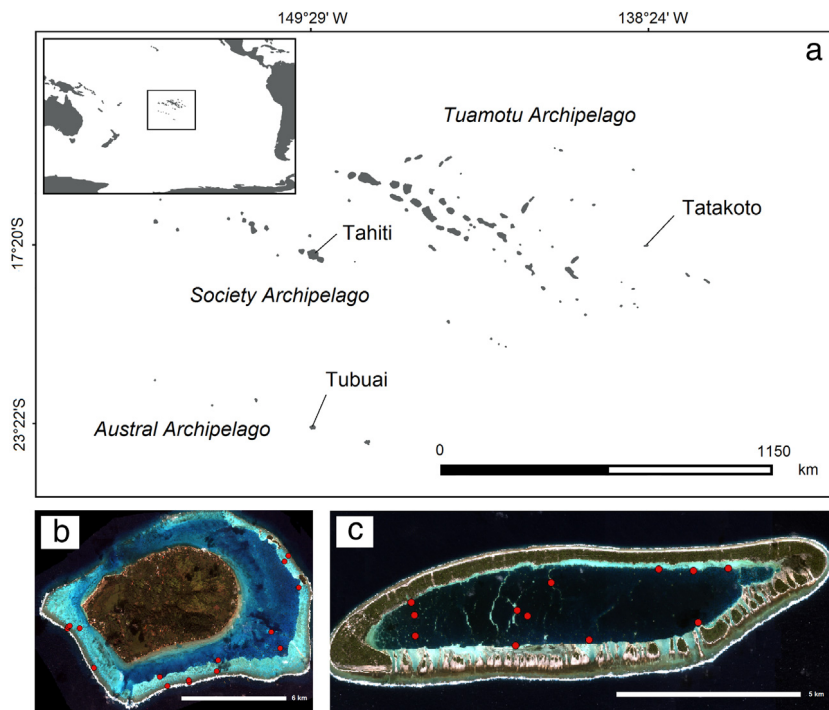 149°29' W
138°24' W
a
Tuamotu Archipelago
Tatakoto
17°20'S
Tahiti
Society Archipelago
Tubuai
23°22'S
Austral Archipelago
0
1150
km
b
6 km
c
5 km